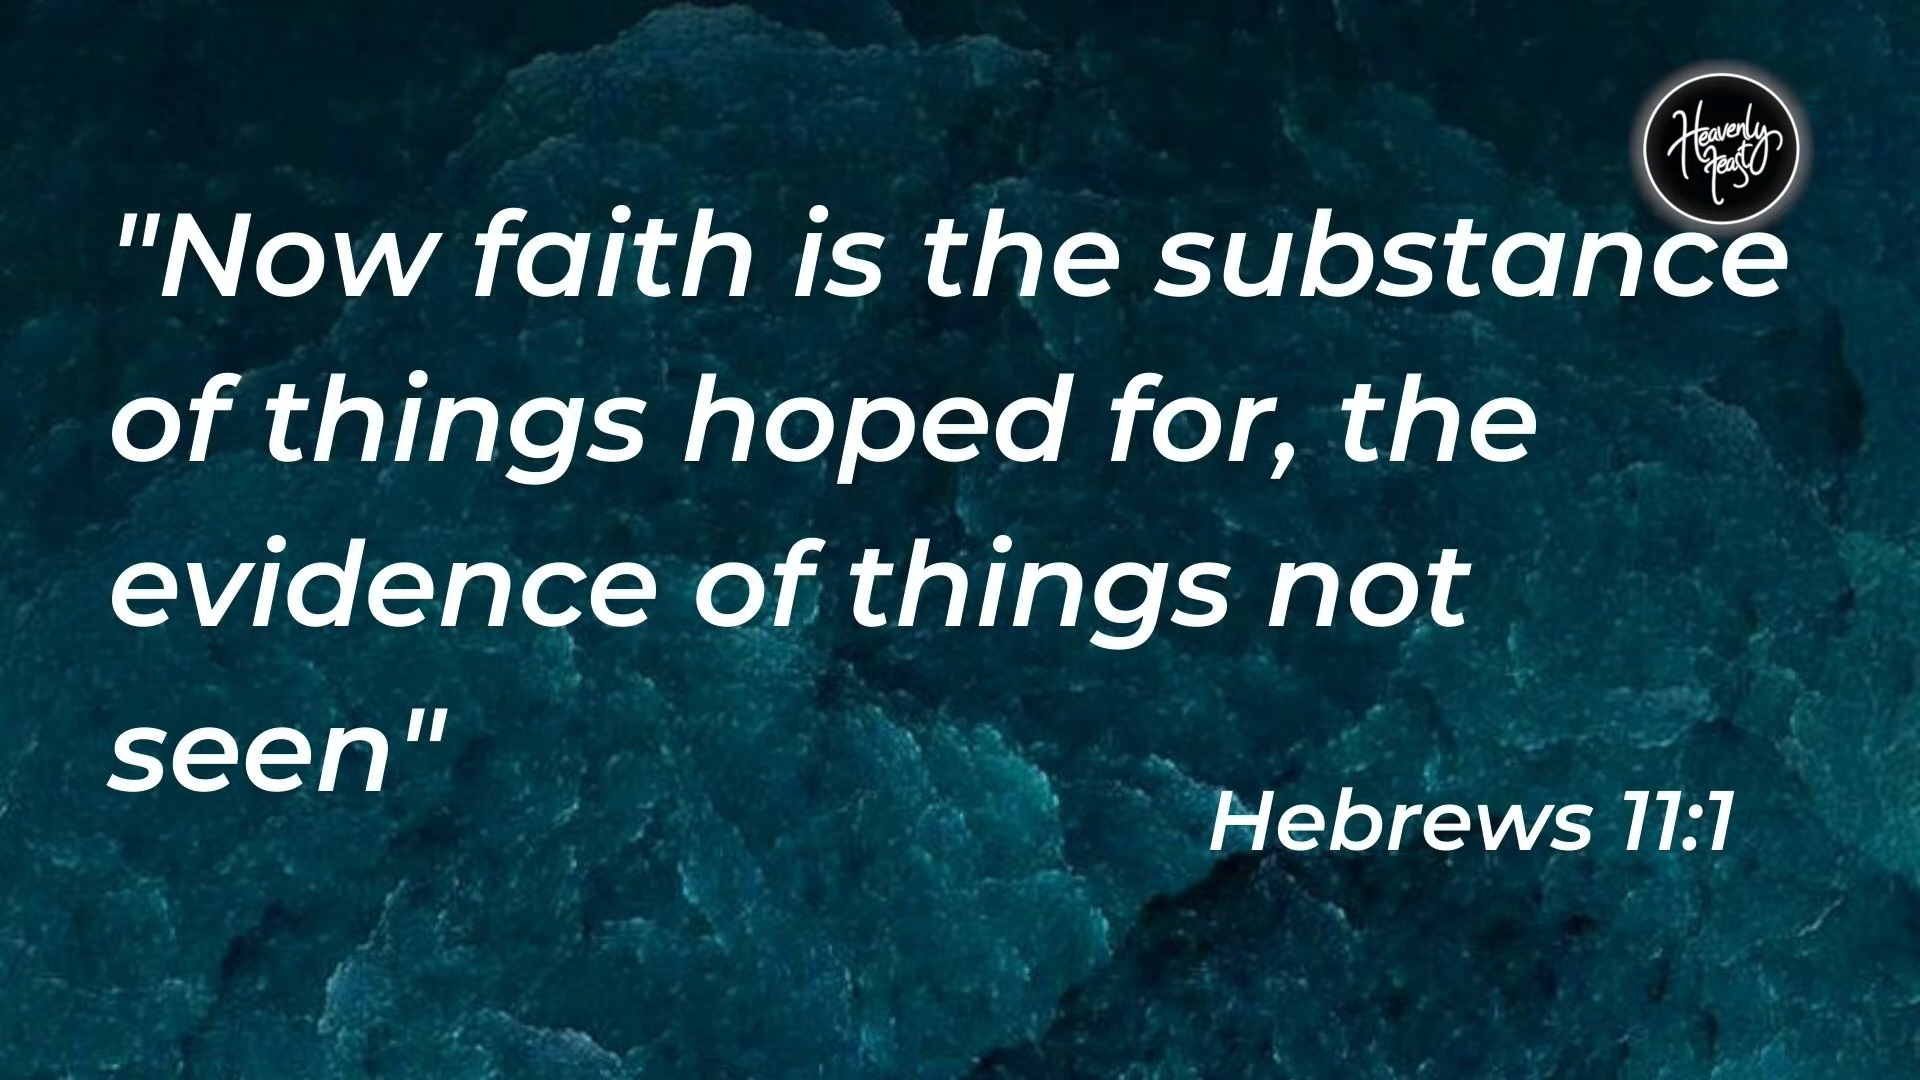 Heavenly
feast
"Now faith is the substance
of things hoped for, the
evidence of things not
seen"
Hebrews 11:1